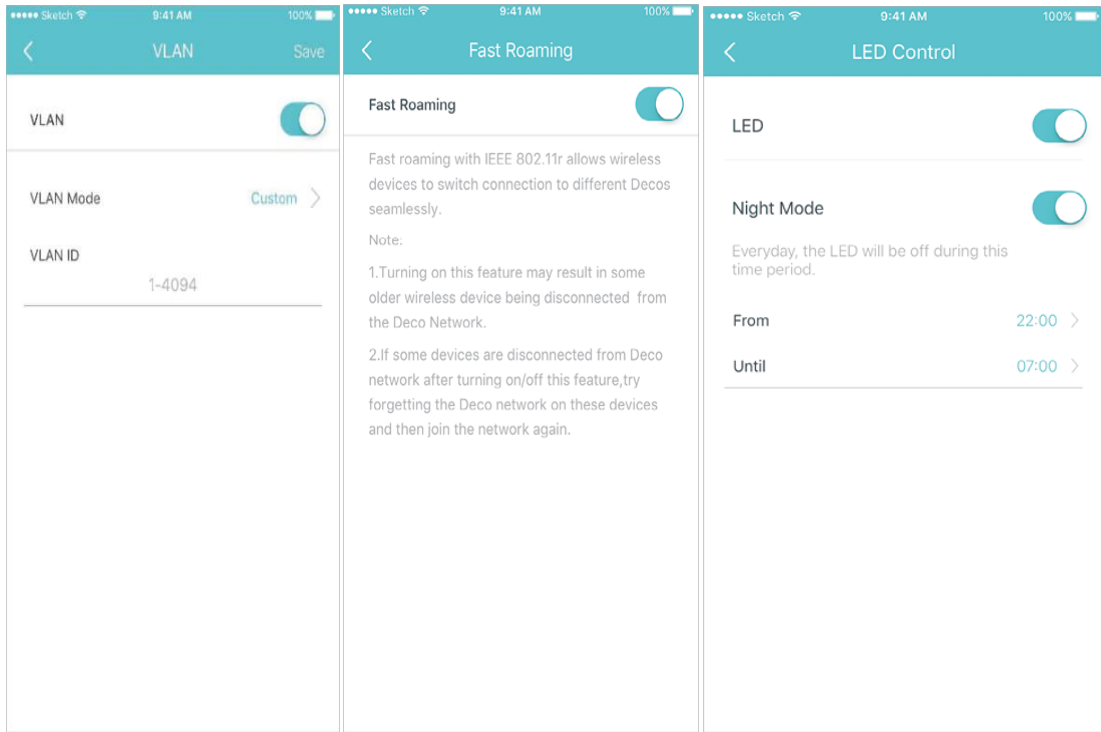 Sketch 9:41 AM 100%
VLAN Save
VLAN
VLAN Mode Custom
VLAN ID
1-4094
Sketch 9:41 AM 100%
Fast Roaming
Fast Roaming
Fast roaming with IEEE 802.11r allows wireless
devices to switch connection to different Decos
seamlessly.
Note:
1.Turning on this feature may result in some
older wireless device being disconnected from
the Deco Network.
2.If some devices are disconnected from Deco
network after turning on/off this feature,try
forgetting the Deco network on these devices
and then join the network again.
Sketch 9:41 AM 100%
LED Control
LED
Night Mode
Everyday, the LED will be off during this
time period.
From 22:00
Until 07:00